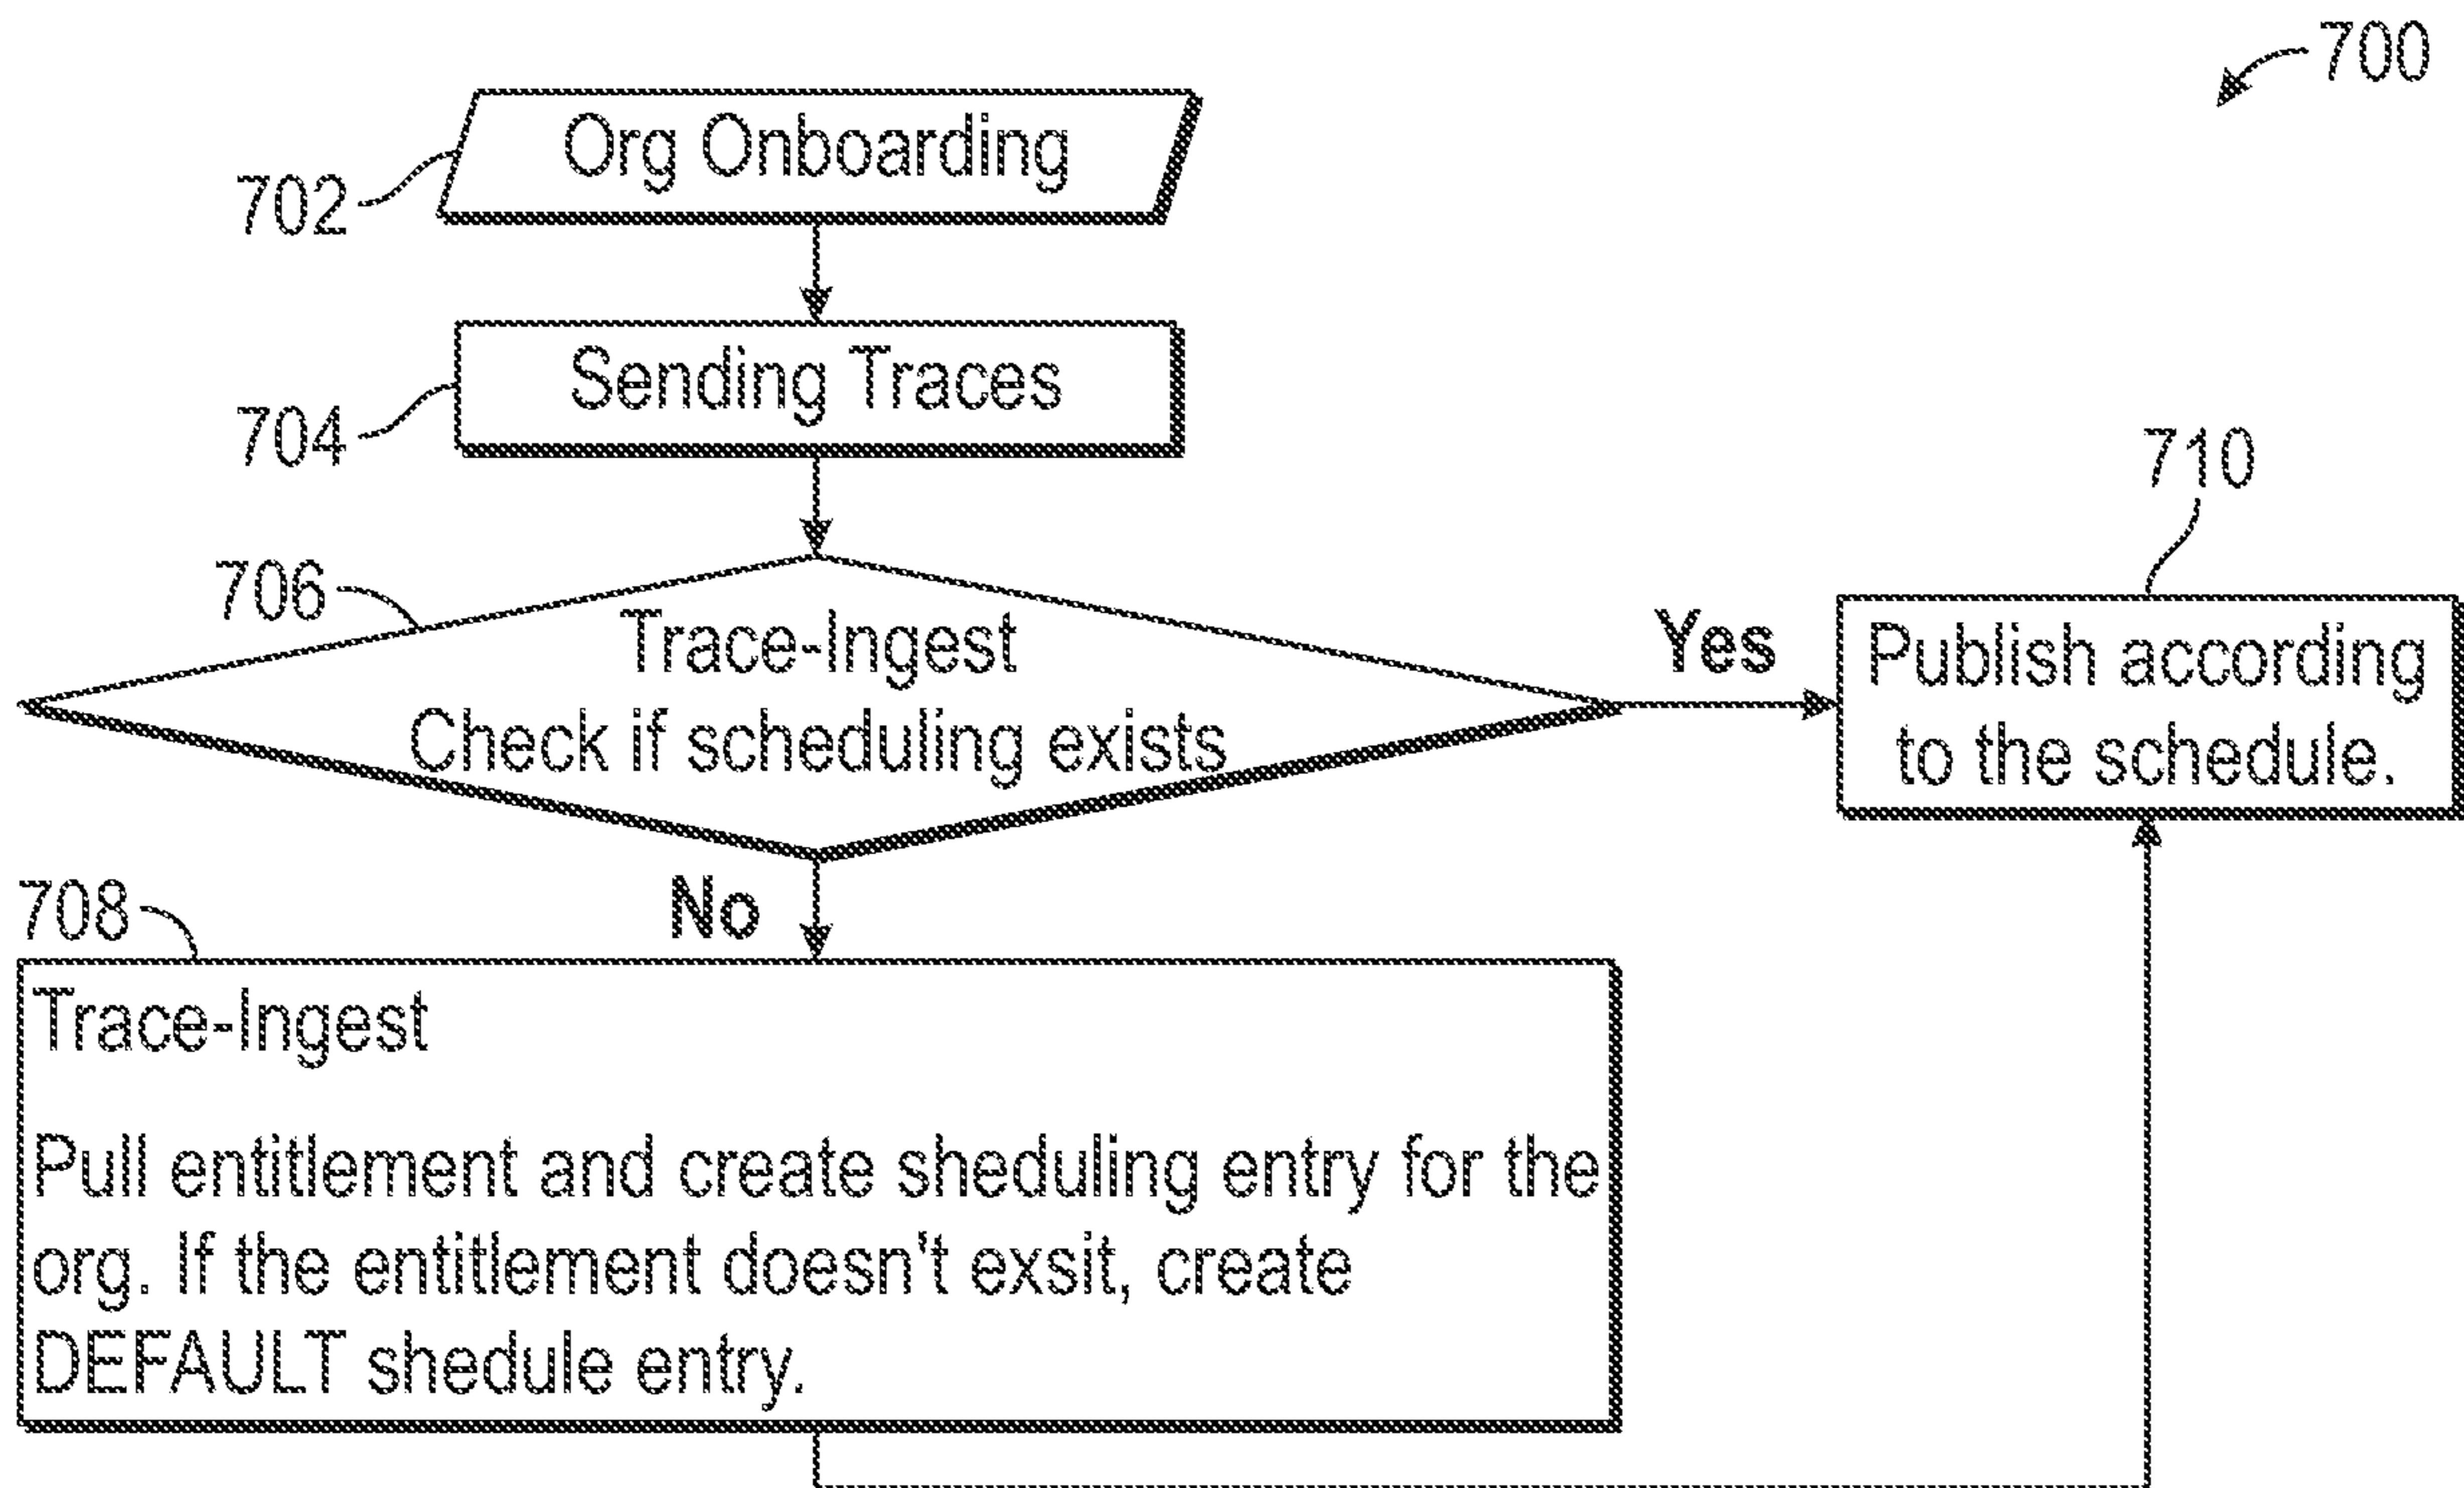 700
Org Onboarding
702
Sending Traces
704
710
706
Trace-Ingest
Check if scheduling exists
Yes
Publish according
to the schedule.
No
708
Trace-Ingest
Pull entitlement and create sheduling entry for the
org. If the entitlement doesn't exsit, create
DEFAULT shedule entry.